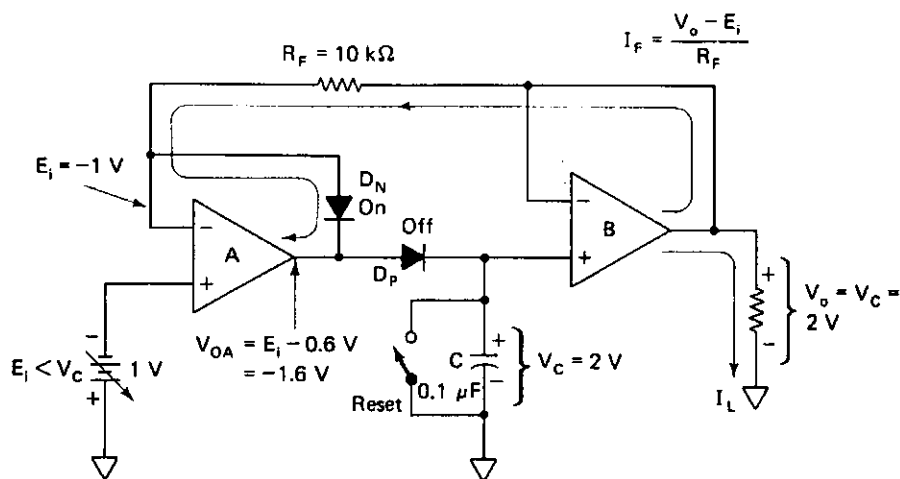 I_F = (V_o − E_i) / R_F
R_F = 10 kΩ
E_i = −1 V
D_N
On
Off
−
A
+
D_P
−
B
+
V_OA = E_i − 0.6 V
= −1.6 V
−
E_i < V_C
1 V
+
Reset
C
0.1 μF
+
−
V_C = 2 V
+
−
V_o = V_C =
2 V
I_L